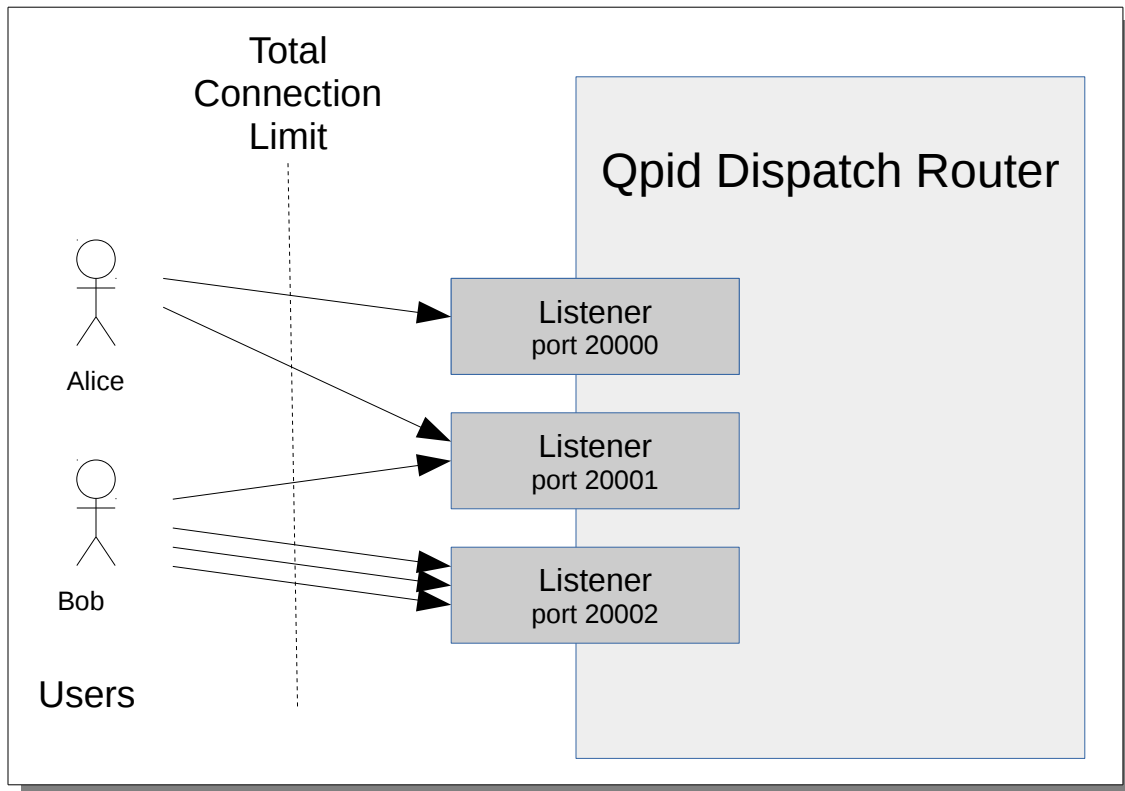 Total
Connection
Limit
Qpid Dispatch Router
Alice
Listener
port 20000
Listener
port 20001
Bob
Listener
port 20002
Users